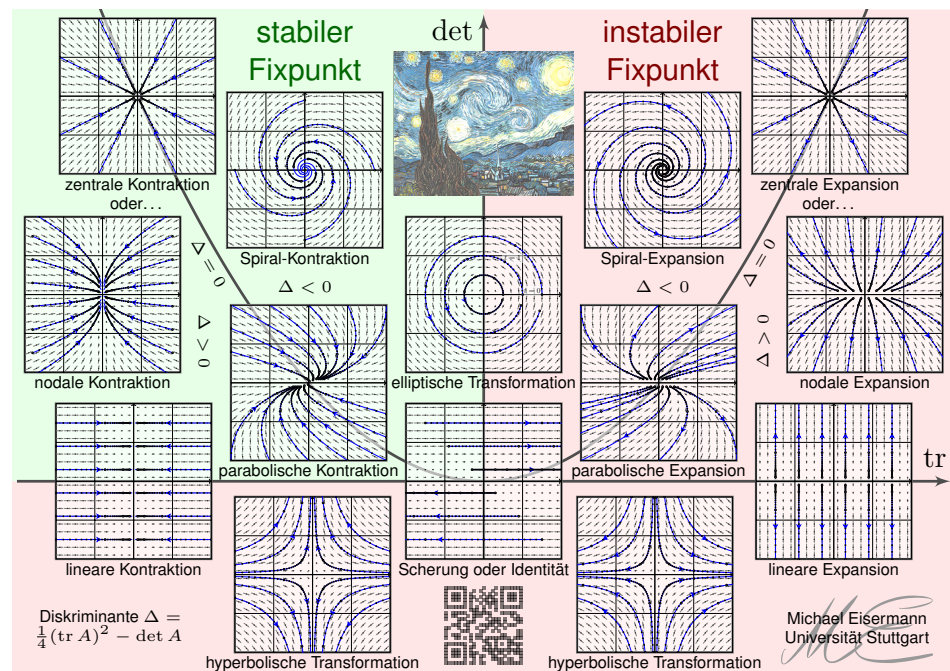 stabiler
Fixpunkt
det
instabiler
Fixpunkt
zentrale Kontraktion
oder…
Spiral-Kontraktion
Spiral-Expansion
zentrale Expansion
oder…
Δ = 0
Δ < 0
Δ < 0
Δ = 0
Δ > 0
Δ > 0
nodale Kontraktion
elliptische Transformation
nodale Expansion
parabolische Kontraktion
parabolische Expansion
tr
lineare Kontraktion
Scherung oder Identität
lineare Expansion
hyperbolische Transformation
hyperbolische Transformation
Diskriminante Δ =
1/4 (tr A)² − det A
ME
Michael Eisermann
Universität Stuttgart